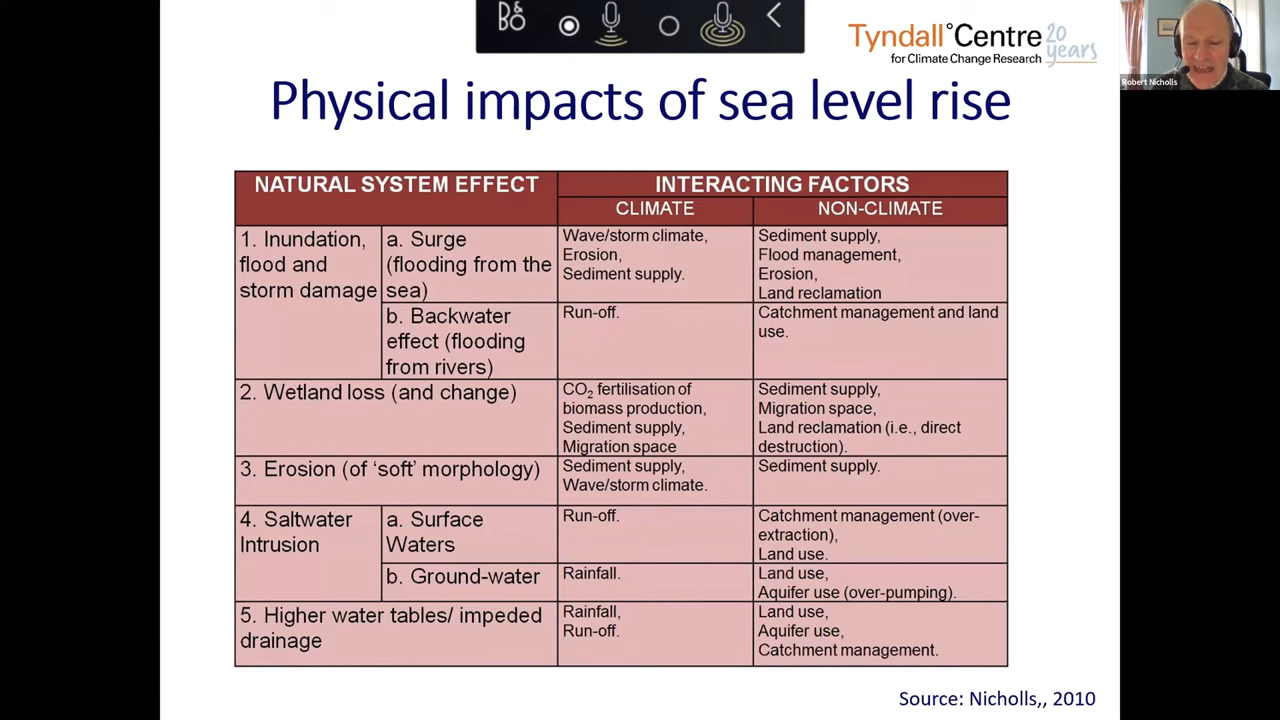 B&O
Tyndall°Centre
for Climate Change Research
20
years
Robert Nicholls
Physical impacts of sea level rise
NATURAL SYSTEM EFFECT
INTERACTING FACTORS
CLIMATE
NON-CLIMATE
1. Inundation,
flood and
storm damage
a. Surge
(flooding from the
sea)
Wave/storm climate,
Erosion,
Sediment supply.
Sediment supply,
Flood management,
Erosion,
Land reclamation
b. Backwater
effect (flooding
from rivers)
Run-off.
Catchment management and land
use.
2. Wetland loss (and change)
CO₂ fertilisation of
biomass production,
Sediment supply,
Migration space
Sediment supply,
Migration space,
Land reclamation (i.e., direct
destruction).
3. Erosion (of ‘soft’ morphology)
Sediment supply,
Wave/storm climate.
Sediment supply.
4. Saltwater
Intrusion
a. Surface
Waters
Run-off.
Catchment management (over-
extraction),
Land use.
b. Ground-water
Rainfall.
Land use,
Aquifer use (over-pumping).
5. Higher water tables/ impeded
drainage
Rainfall,
Run-off.
Land use,
Aquifer use,
Catchment management.
Source: Nicholls,, 2010